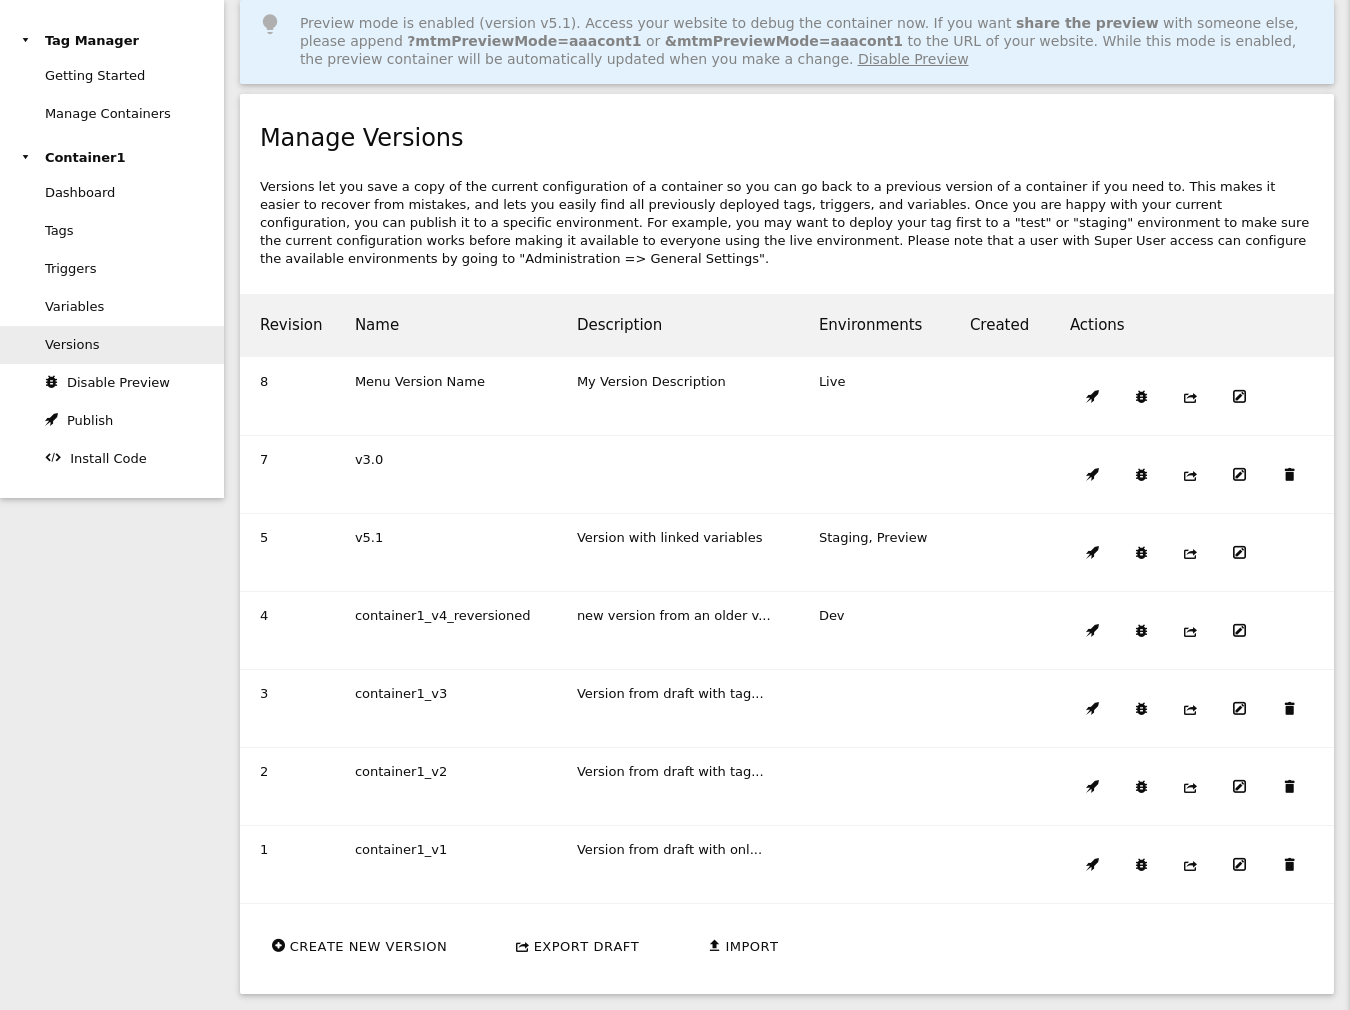 Tag Manager
Getting Started
Manage Containers
Container1
Dashboard
Tags
Triggers
Variables
Versions
Disable Preview
Publish
Install Code
Preview mode is enabled (version v5.1). Access your website to debug the container now. If you want share the preview with someone else,
please append ?mtmPreviewMode=aaacont1 or &mtmPreviewMode=aaacont1 to the URL of your website. While this mode is enabled,
the preview container will be automatically updated when you make a change. Disable Preview
Manage Versions
Versions let you save a copy of the current configuration of a container so you can go back to a previous version of a container if you need to. This makes it
easier to recover from mistakes, and lets you easily find all previously deployed tags, triggers, and variables. Once you are happy with your current
configuration, you can publish it to a specific environment. For example, you may want to deploy your tag first to a "test" or "staging" environment to make sure
the current configuration works before making it available to everyone using the live environment. Please note that a user with Super User access can configure
the available environments by going to "Administration => General Settings".
Revision Name Description Environments Created Actions
8 Menu Version Name My Version Description Live
7 v3.0
5 v5.1 Version with linked variables Staging, Preview
4 container1_v4_reversioned new version from an older v... Dev
3 container1_v3 Version from draft with tag...
2 container1_v2 Version from draft with tag...
1 container1_v1 Version from draft with onl...
CREATE NEW VERSION EXPORT DRAFT IMPORT